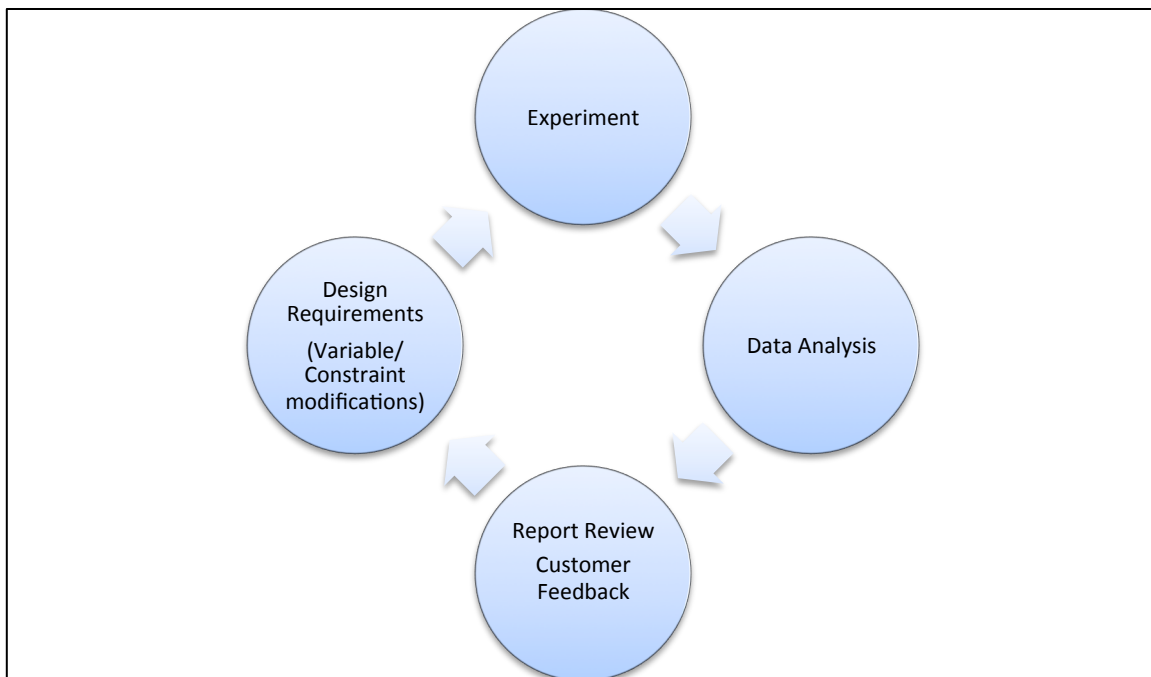 Experiment
Design
Requirements
(Variable/
Constraint
modifications)
Data Analysis
Report Review
Customer
Feedback